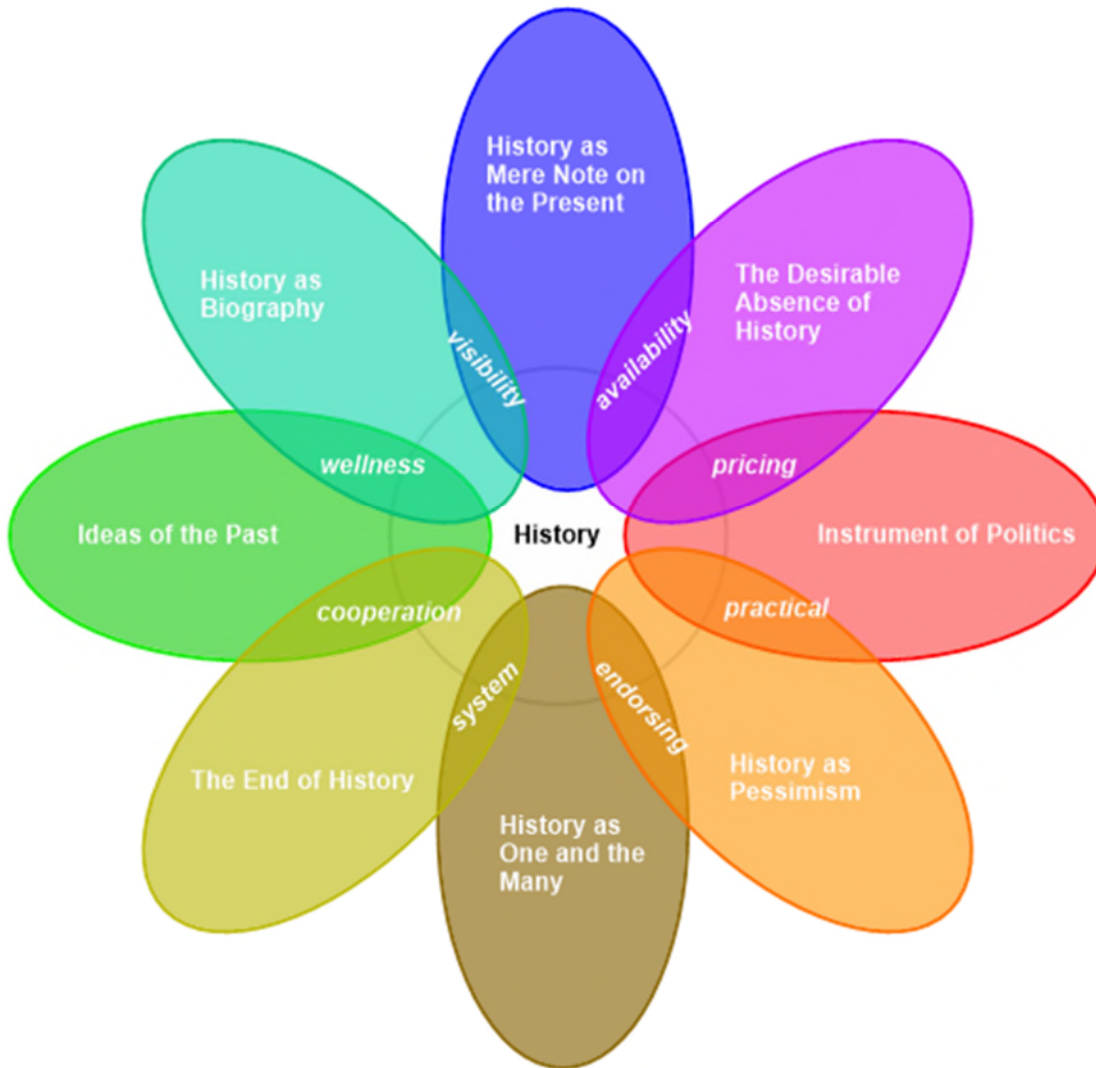 History as
Mere Note on
the Present
The Desirable
Absence of
History
History as
Biography
visibility
availability
wellness
pricing
Ideas of the Past
History
Instrument of Politics
cooperation
practical
system
endorsing
The End of History
History as
Pessimism
History as
One and the
Many